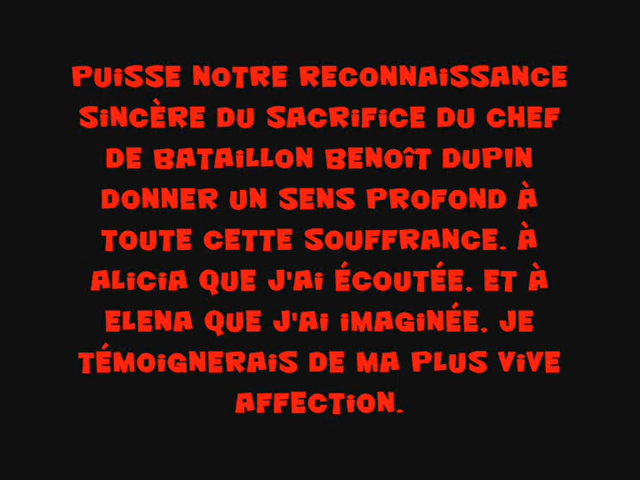 PUISSE NOTRE RECONNAISSANCE
SINCÈRE DU SACRIFICE DU CHEF
DE BATAILLON BENOÎT DUPIN
DONNER UN SENS PROFOND À
TOUTE CETTE SOUFFRANCE. À
ALICIA QUE J'AI ÉCOUTÉE, ET À
ELENA QUE J'AI IMAGINÉE, JE
TÉMOIGNERAIS DE MA PLUS VIVE
AFFECTION.